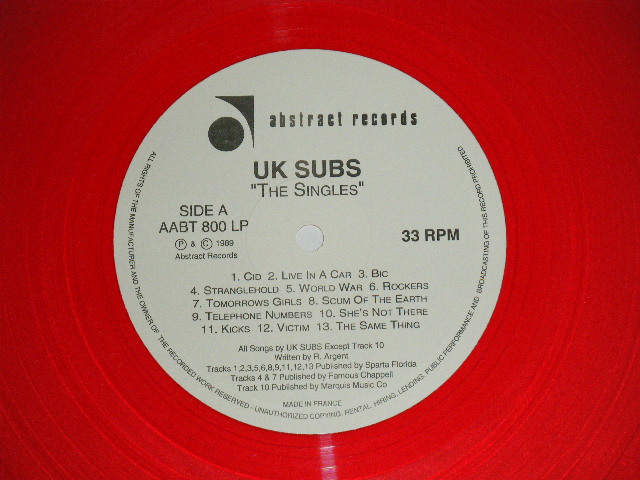 abstract records
UK SUBS
"THE SINGLES"
SIDE A
AABT 800 LP
33 RPM
P & C 1989
Abstract Records
1. CID 2. LIVE IN A CAR 3. BIC
4. STRANGLEHOLD 5. WORLD WAR 6. ROCKERS
7. TOMORROWS GIRLS 8. SCUM OF THE EARTH
9. TELEPHONE NUMBERS 10. SHE'S NOT THERE
11. KICKS 12. VICTIM 13. THE SAME THING
All Songs by UK SUBS Except Track 10
Written by R. Argent
Tracks 1,2,3,5,6,8,9,11,12,13 Published by Sparta Florida
Tracks 4 & 7 Published by Famous Chappell
Track 10 Published by Marquis Music Co
MADE IN FRANCE
ALL RIGHTS OF THE MANUFACTURER AND THE OWNER OF THE RECORDED WORK RESERVED - UNAUTHORIZED COPYING, RENTAL, HIRING, LENDING, PUBLIC PERFORMANCE AND BROADCASTING OF THIS RECORD PROHIBITED